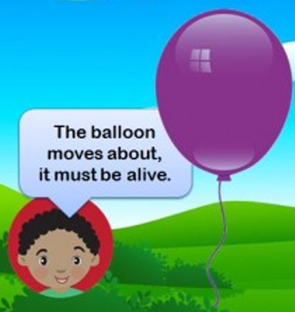 The balloon
moves about,
it must be alive.